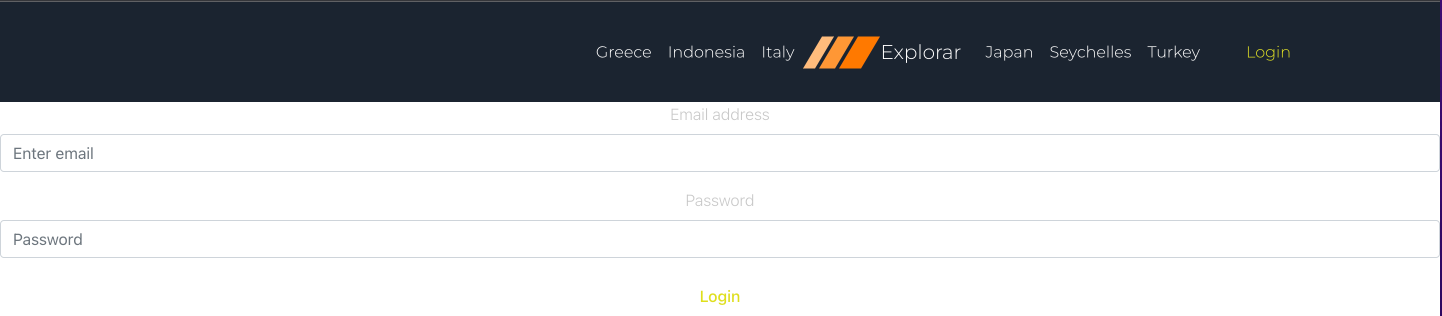 Greece Indonesia Italy Explorar Japan Seychelles Turkey Login
Email address
Enter email
Password
Password
Login